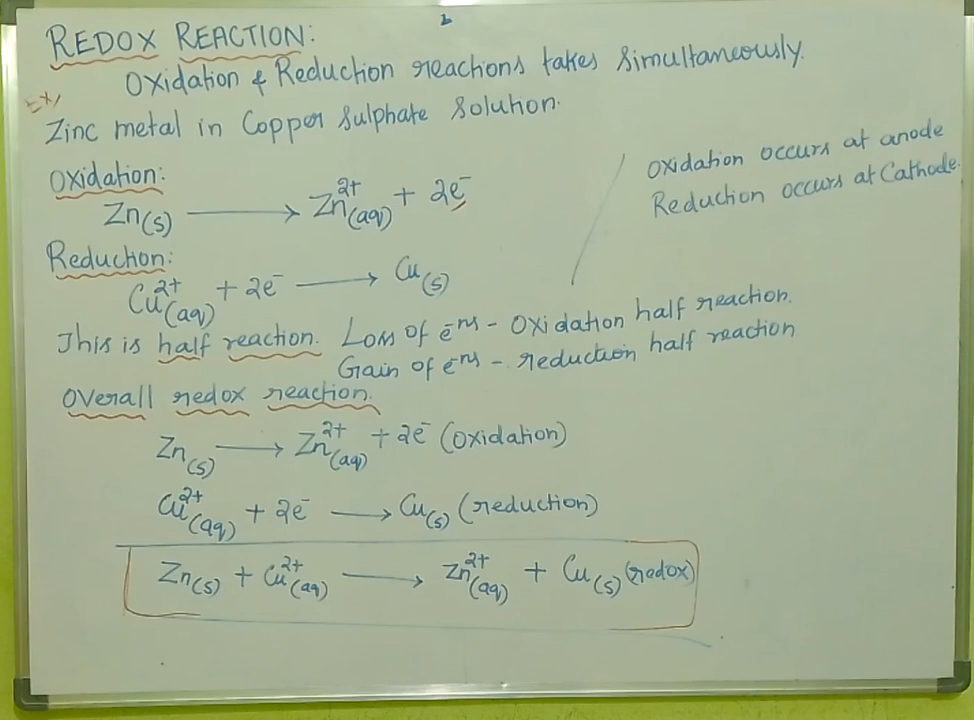 REDOX REACTION:
Oxidation & Reduction reactions takes simultaneously.
Ex,
Zinc metal in Copper Sulphate Solution.
Oxidation:
Zn(s) ⟶ Zn²⁺(aq) + 2e⁻
Oxidation occurs at anode
Reduction occurs at Cathode.
Reduction:
Cu²⁺(aq) + 2e⁻ ⟶ Cu(s)
This is half reaction. Loss of e⁻ns - Oxidation half reaction.
Gain of e⁻ns - reduction half reaction
Overall redox reaction.
Zn(s) ⟶ Zn²⁺(aq) + 2e⁻ (Oxidation)
Cu²⁺(aq) + 2e⁻ ⟶ Cu(s) (reduction)
Zn(s) + Cu²⁺(aq) ⟶ Zn²⁺(aq) + Cu(s) (redox)